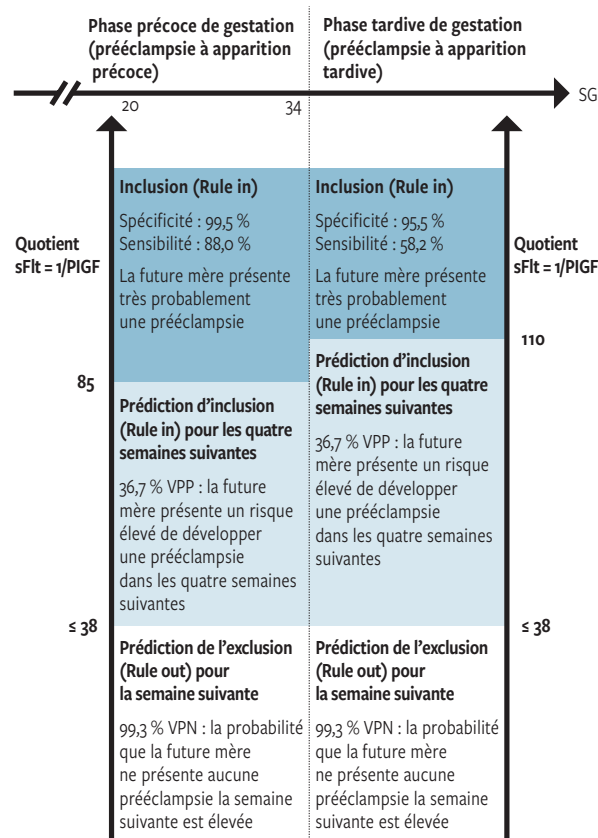 Phase précoce de gestation
(prééclampsie à apparition
précoce)
Phase tardive de gestation
(prééclampsie à apparition
tardive)
SG
20
34
Quotient
sFlt = 1/PIGF
85
≤ 38
Inclusion (Rule in)
Spécificité : 99,5 %
Sensibilité : 88,0 %
La future mère présente
très probablement
une prééclampsie
Prédiction d’inclusion
(Rule in) pour les quatre
semaines suivantes
36,7 % VPP : la future
mère présente un risque
élevé de développer
une prééclampsie
dans les quatre semaines
suivantes
Prédiction de l’exclusion
(Rule out) pour
la semaine suivante
99,3 % VPN : la probabilité
que la future mère
ne présente aucune
prééclampsie la semaine
suivante est élevée
Inclusion (Rule in)
Spécificité : 95,5 %
Sensibilité : 58,2 %
La future mère présente
très probablement
une prééclampsie
Prédiction d’inclusion
(Rule in) pour les quatre
semaines suivantes
36,7 % VPP : la future
mère présente un risque
élevé de développer
une prééclampsie
dans les quatre semaines
suivantes
Prédiction de l’exclusion
(Rule out) pour
la semaine suivante
99,3 % VPN : la probabilité
que la future mère
ne présente aucune
prééclampsie la semaine
suivante est élevée
Quotient
sFlt = 1/PIGF
110
≤ 38